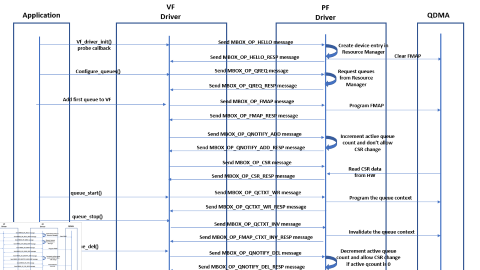 Application
VF
Driver
PF
Driver
QDMA
Vf_driver_init()
probe callback
Send MBOX_OP_HELLO message
Create device entry in
Resource Manager
Send MBOX_OP_HELLO_RESP message
Clear FMAP
Configure_queues()
Send MBOX_OP_QREQ message
Request queues
from Resource
Manager
Send MBOX_OP_QREQ_RESP message
Add first queue to VF
Send MBOX_OP_FMAP message
Program FMAP
Send MBOX_OP_FMAP_RESP message
Send MBOX_OP_QNOTIFY_ADD message
Increment active queue
count and don't allow
CSR change
Send MBOX_OP_QNOTIFY_ADD_RESP message
Send MBOX_OP_CSR message
Read CSR data
from HW
Send MBOX_OP_CSR_RESP message
queue_start()
Send MBOX_OP_QCTXT_WR message
Program the queue context
Send MBOX_OP_QCTXT_WR_RESP message
queue_stop()
Send MBOX_OP_QCTXT_INV message
Invalidate the queue context
Send MBOX_OP_FMAP_CTXT_INV_RESP message
ie_del()
Send MBOX_OP_QNOTIFY_DEL message
Decrement active queue
count and allow CSR change
if active qcount is 0
Send MBOX_OP_QNOTIFY_DEL_RESP message